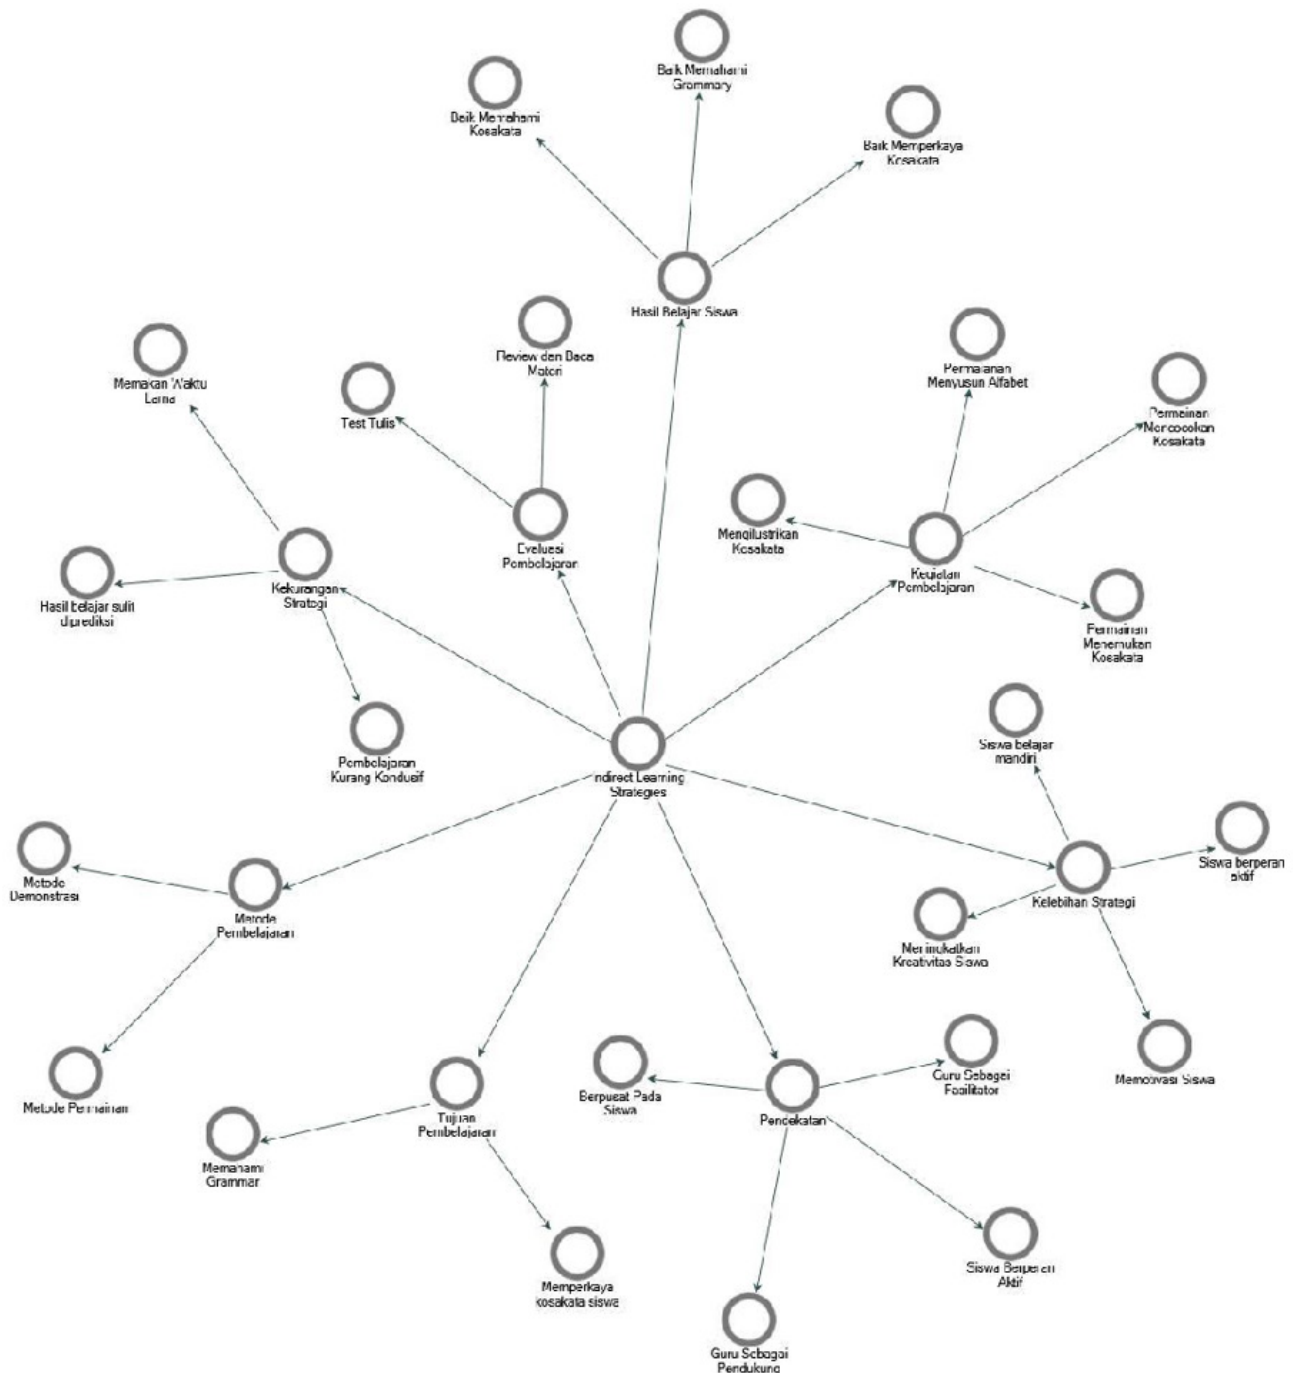 Baik Memahami
Grammary
Baik Memahami
Kosakata
Baik Memperkaya
Kosakata
Hasil Belajar Siswa
Review dan Baca
Materi
Test Tulis
Memakan Waktu
Lama
Permaianan
Menyusun Alfabet
Permainan
Mencocokan
Kosakata
Mengilustrikan
Kosakata
Kegiatan
Pembelajaran
Permainan
Menemukan
Kosakata
Evaluasi
Pembelajaran
Kekurangan
Strategi
Hasil belajar sulit
diprediksi
Pembelajaran
Kurang Kondusif
Indirect Learning
Strategies
Siswa belajar
mandiri
Siswa berperan
aktif
Kelebihan Strategi
Meningkatkan
Kreativitas Siswa
Memotivasi Siswa
Metode
Demonstrasi
Metode
Pembelajaran
Metode Permainan
Tujuan
Pembelajaran
Memahami
Grammar
Memperkaya
kosakata siswa
Berpusat Pada
Siswa
Pendekatan
Guru Sebagai
Fasilitator
Siswa Berperan
Aktif
Guru Sebagai
Pendukung